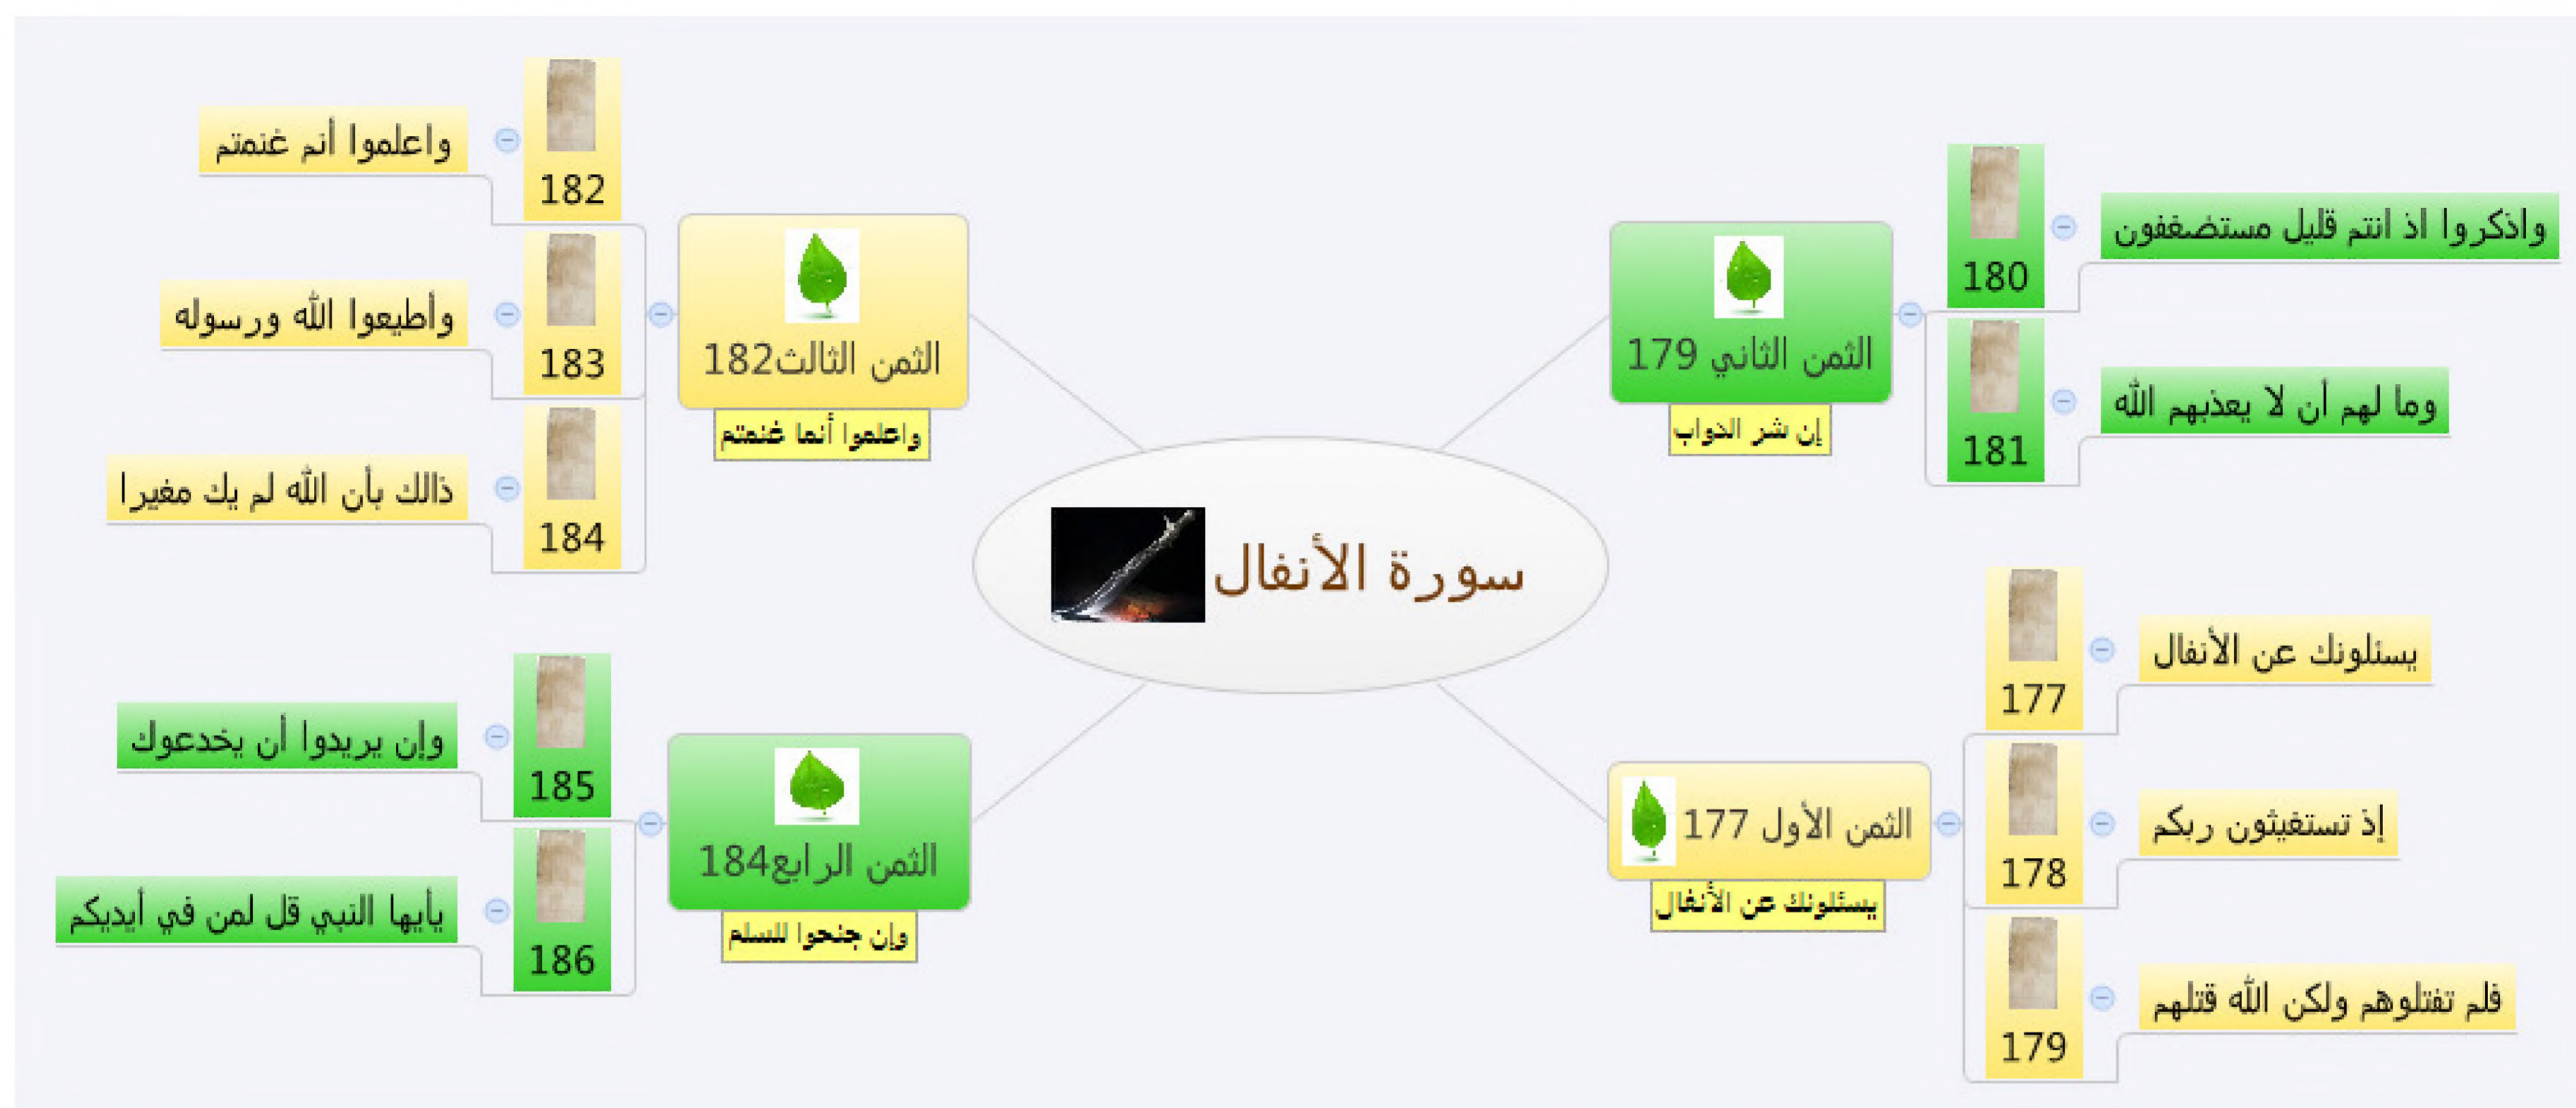 سورة الأنفال
الثمن الأول 177
يسئلونك عن الأنفال
177
يسئلونك عن الأنفال
178
إذ تستغيثون ربكم
179
فلم تقتلوهم ولكن الله قتلهم
الثمن الثاني 179
إن شر الدواب
180
واذكروا اذ انتم قليل مستضغفون
181
وما لهم أن لا يعذبهم الله
الثمن الثالث182
واعلموا أنما غنمتم
182
واعلموا أنم غنمتم
183
وأطيعوا الله ورسوله
184
ذالك بأن الله لم يك مغيرا
الثمن الرابع184
وإن جنحوا للسلم
185
وإن يريدوا أن يخدعوك
186
يأيها النبي قل لمن في أيديكم